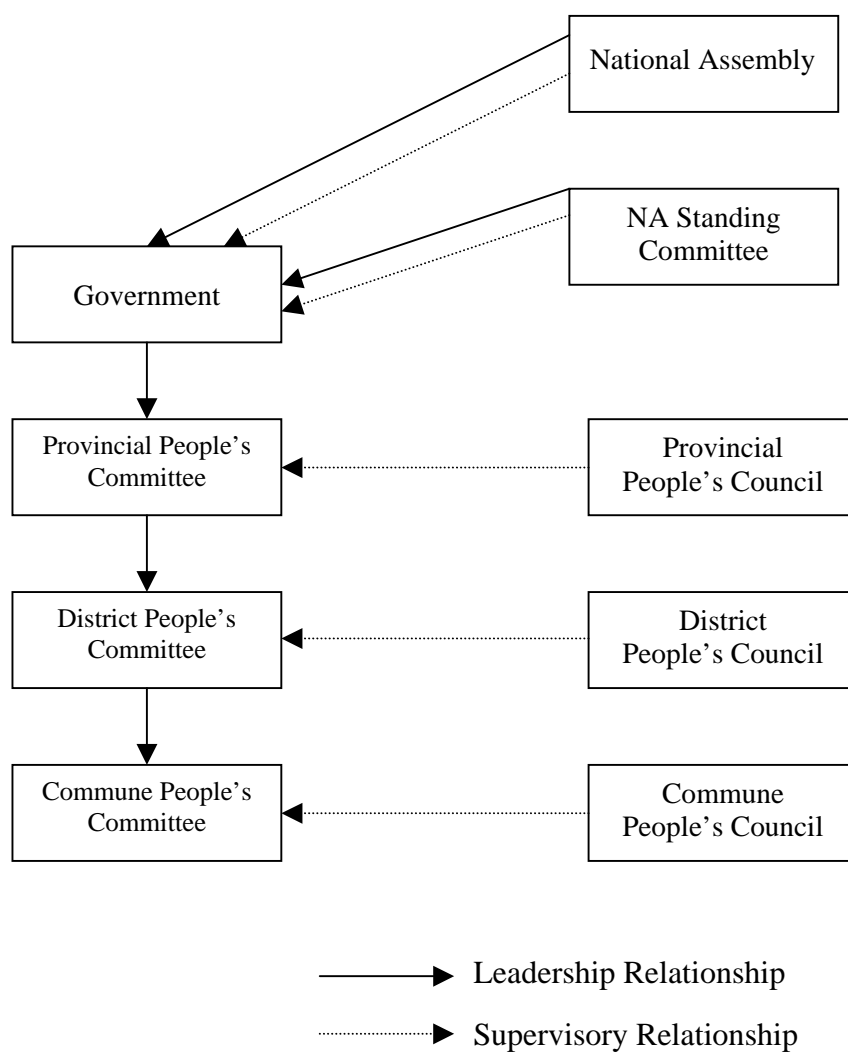 National Assembly
NA Standing
Committee
Government
Provincial People’s
Committee
Provincial
People’s Council
District People’s
Committee
District
People’s Council
Commune People’s
Committee
Commune
People’s Council
Leadership Relationship
Supervisory Relationship